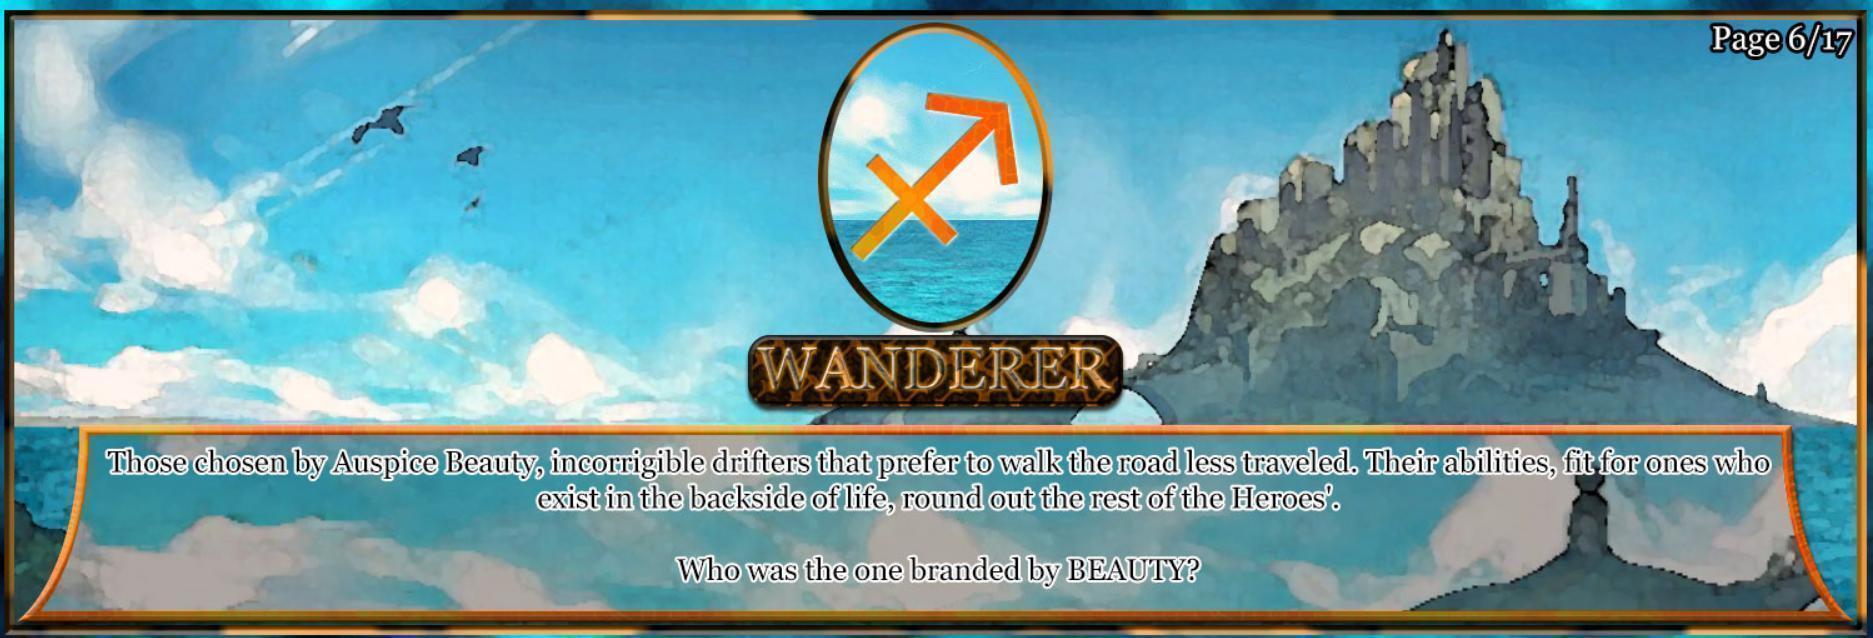 Page 6/17
WANDERER
Those chosen by Auspice Beauty, incorrigible drifters that prefer to walk the road less traveled. Their abilities, fit for ones who
exist in the backside of life, round out the rest of the Heroes'.
Who was the one branded by BEAUTY?